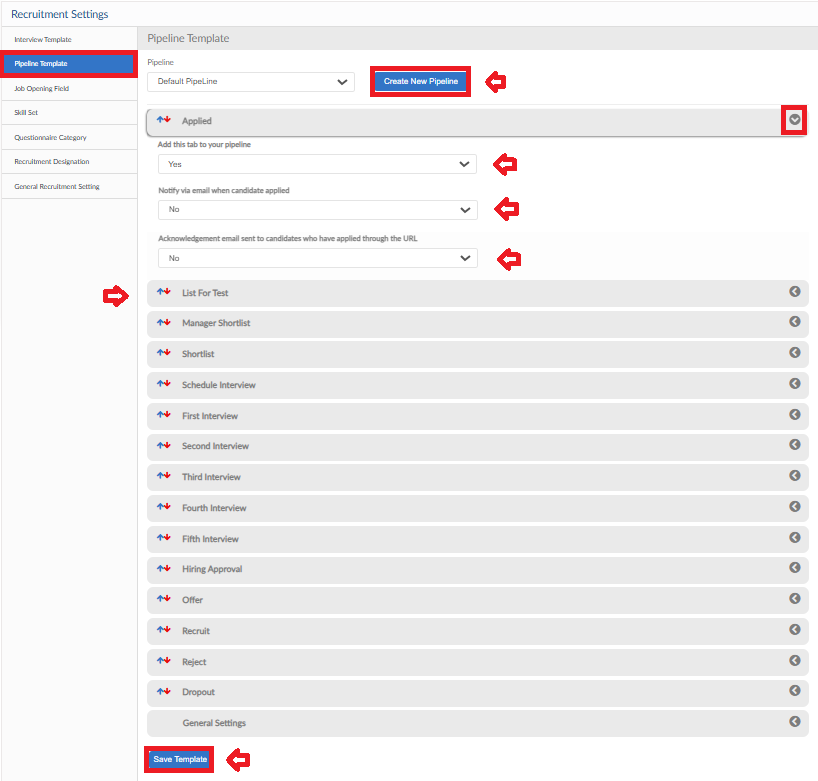 Recruitment Settings
Interview Template
Pipeline Template
Job Opening Field
Skill Set
Questionnaire Category
Recruitment Designation
General Recruitment Setting
Pipeline Template
Pipeline
Default PipeLine
Create New Pipeline
Applied
Add this tab to your pipeline
Yes
Notify via email when candidate applied
No
Acknowledgement email sent to candidates who have applied through the URL
No
List For Test
Manager Shortlist
Shortlist
Schedule Interview
First Interview
Second Interview
Third Interview
Fourth Interview
Fifth Interview
Hiring Approval
Offer
Recruit
Reject
Dropout
General Settings
Save Template